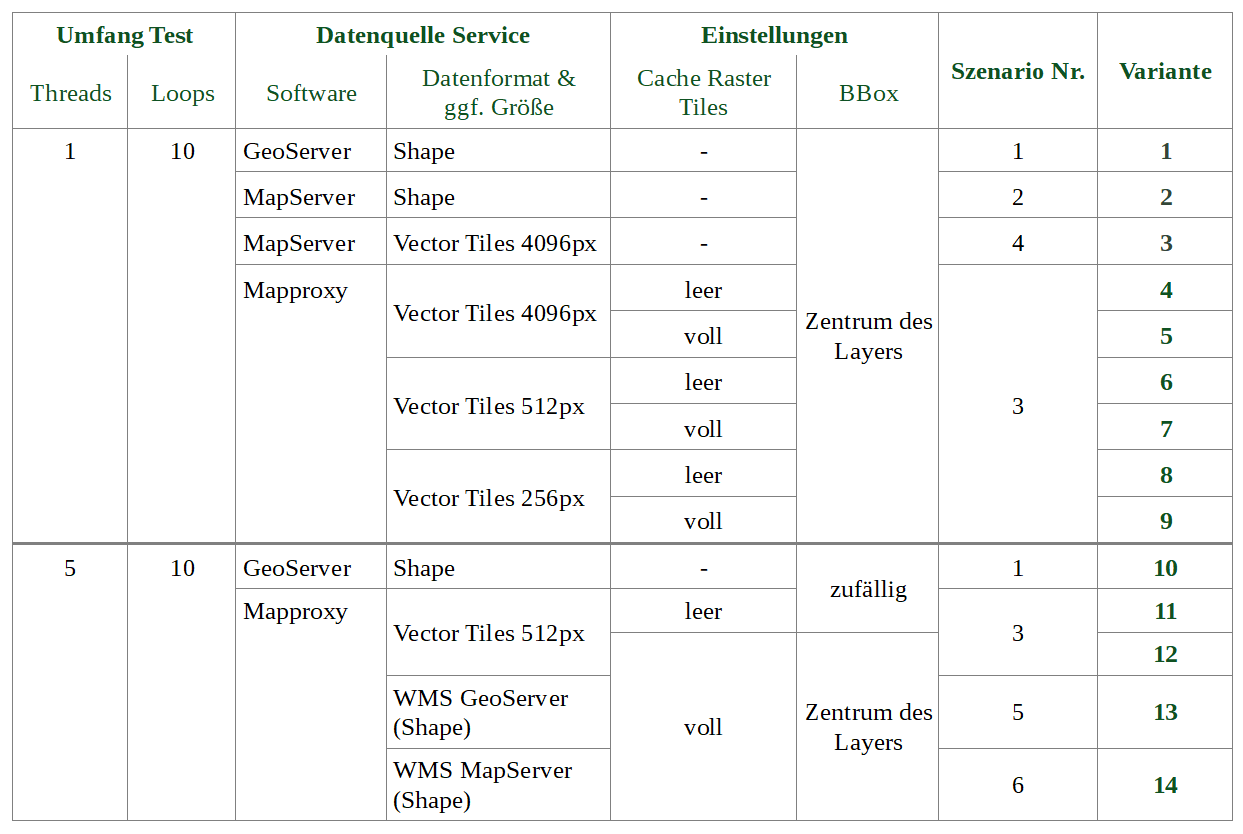 Umfang Test Datenquelle Service Einstellungen Szenario Nr. Variante
Threads Loops Software Datenformat &
ggf. Größe Cache Raster
Tiles BBox
1 10 GeoServer Shape - 1 1
MapServer Shape - 2 2
MapServer Vector Tiles 4096px - 4 3
Mapproxy Vector Tiles 4096px leer Zentrum des
Layers 3 4
voll 5
Vector Tiles 512px leer 6
voll 7
Vector Tiles 256px leer 8
voll 9
5 10 GeoServer Shape - zufällig 1 10
Mapproxy Vector Tiles 512px leer 3 11
voll Zentrum des
Layers 12
WMS GeoServer
(Shape) 5 13
WMS MapServer
(Shape) 6 14